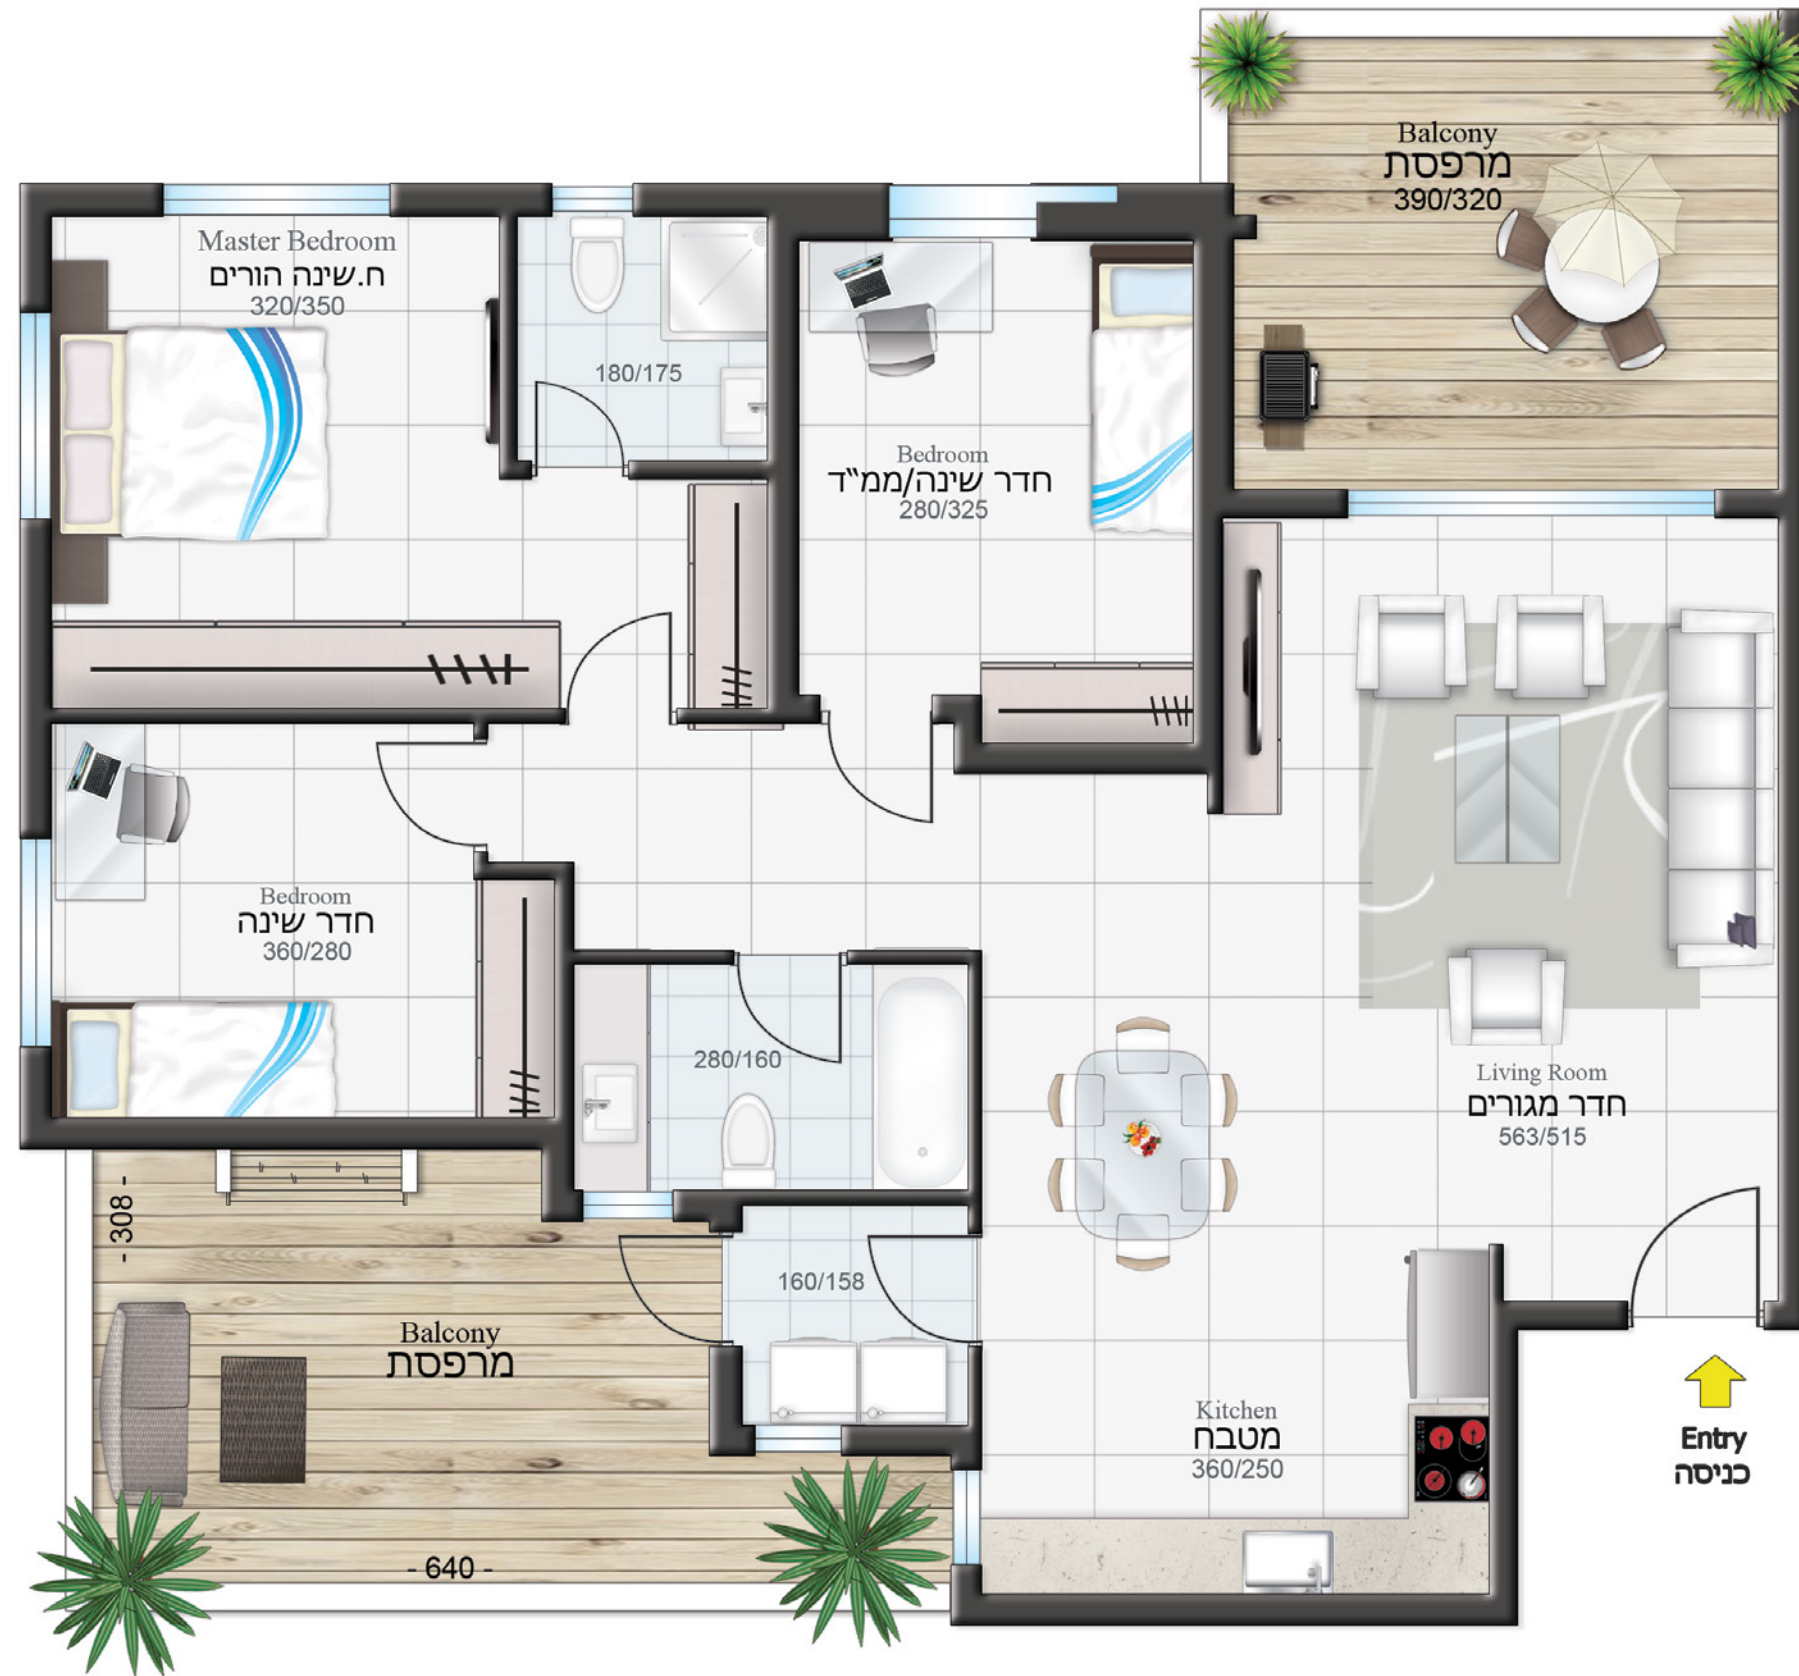 Balcony
מרפסת
390/320
Master Bedroom
ח.שינה הורים
320/350
180/175
Bedroom
חדר שינה/ממ"ד
280/325
Bedroom
חדר שינה
360/280
280/160
Living Room
חדר מגורים
563/515
- 308 -
160/158
Balcony
מרפסת
- 640 -
Kitchen
מטבח
360/250
Entry
כניסה